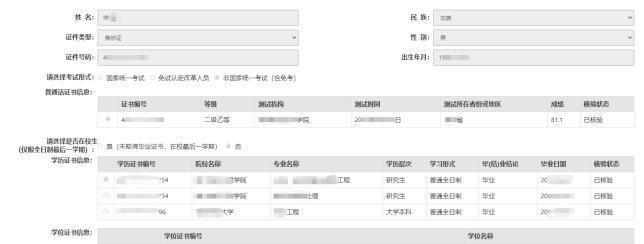 姓 名： 民 族： 汉族
证件类型： 身份证 性 别： 男
证件号码： 4 出生年月： 195
请选择考试形式： 国家统一考试 免试认定改革人员 非国家统一考试（含免考）
普通话证书信息：
证书编号 等级 测试机构 测试时间 测试所在省份或地区 成绩 核验状态
4 二级乙等 学院 20 日 省 81.1 已核验
请选择是否在校生
(仅限全日制最后一学期)： 是（未取得毕业证书，在校最后一学期） 否
学历证书信息：
学历证书编号 院校名称 专业名称 学历层次 学习形式 毕(结)业结论 毕业日期 核验状态
754 学院 工程 研究生 普通全日制 毕业 20 已核验
34 学院 研究生 普通全日制 毕业 已核验
96 大学 工程 大学本科 普通全日制 毕业 20 已核验
学位证书信息：
学位证书编号 学位名称